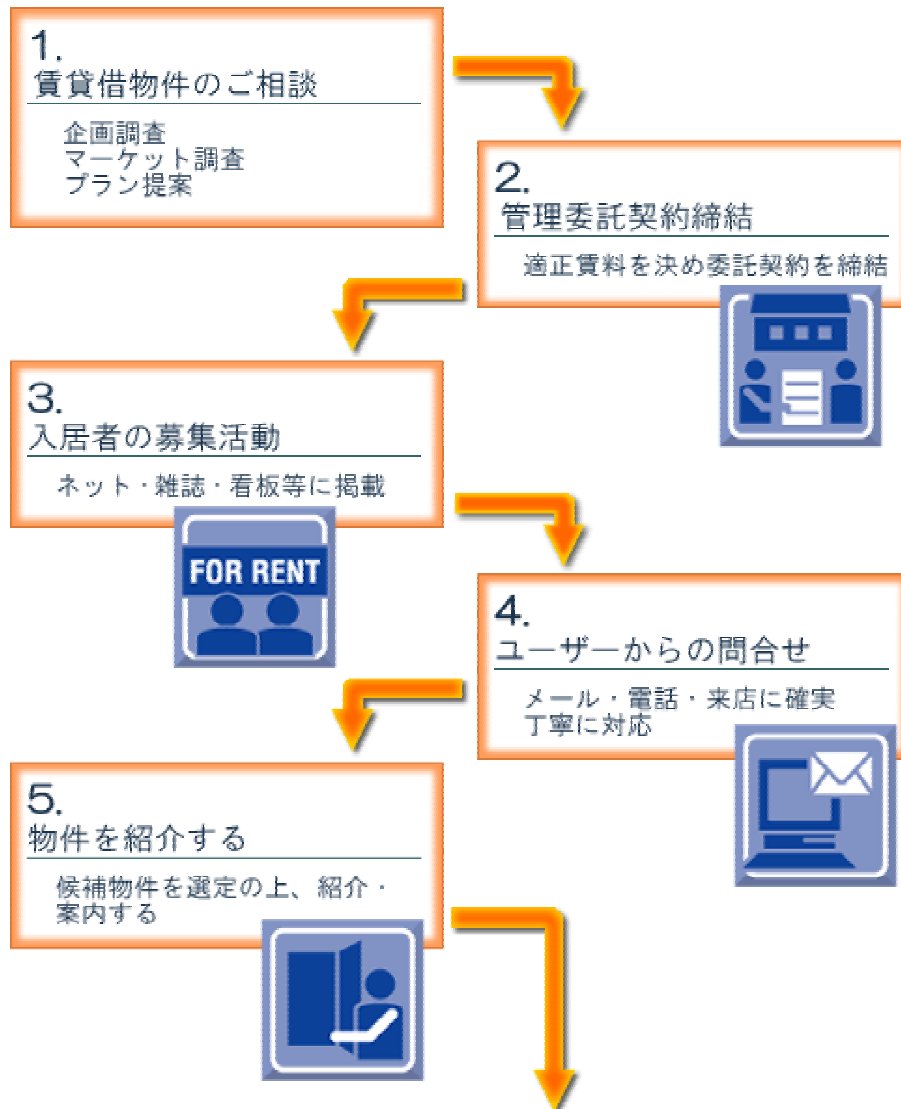 1.
賃貸借物件のご相談
企画調査
マーケット調査
プラン提案
2.
管理委託契約締結
適正賃料を決め委託契約を締結
3.
入居者の募集活動
ネット・雑誌・看板等に掲載
FOR RENT
4.
ユーザーからの問合せ
メール・電話・来店に確実
丁寧に対応
5.
物件を紹介する
候補物件を選定の上、紹介・
案内する